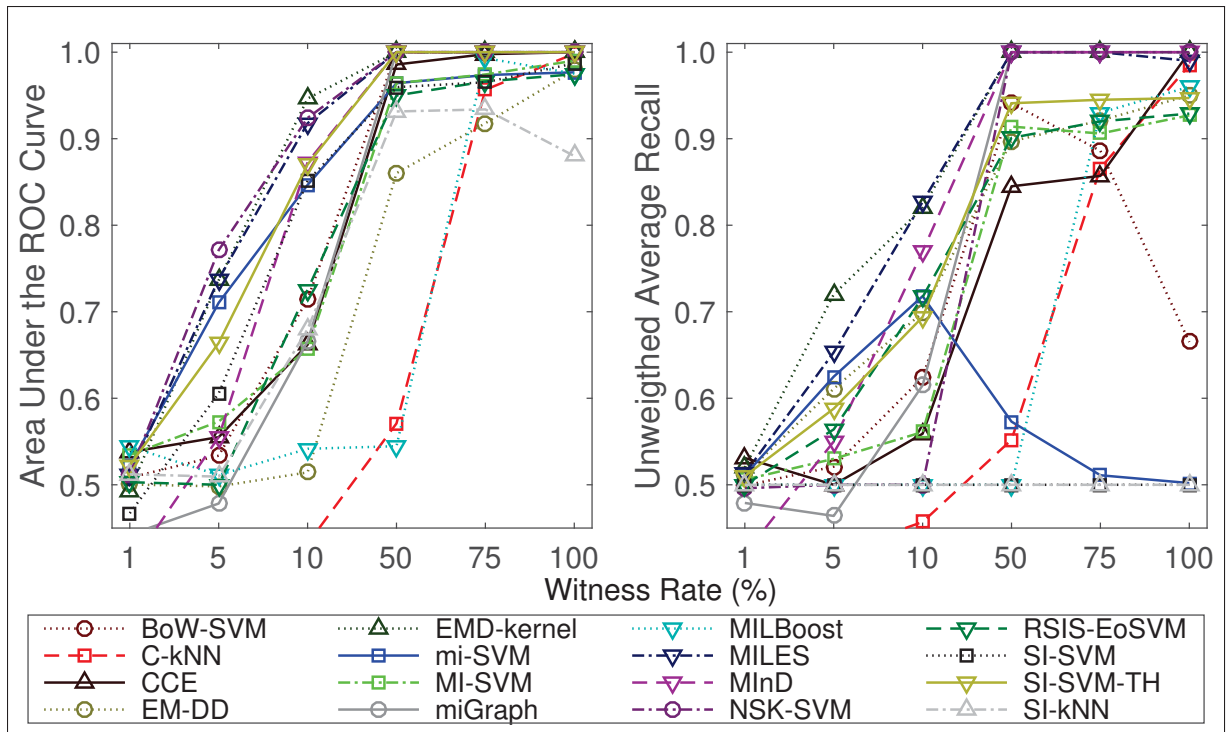 Area Under the ROC Curve
1.0
0.9
0.8
0.7
0.6
0.5
1 5 10 50 75 100
Unweigthed Average Recall
1.0
0.9
0.8
0.7
0.6
0.5
1 5 10 50 75 100
Witness Rate (%)
BoW-SVM EMD-kernel MILBoost RSIS-EoSVM
C-kNN mi-SVM MILES SI-SVM
CCE MI-SVM MInD SI-SVM-TH
EM-DD miGraph NSK-SVM SI-kNN